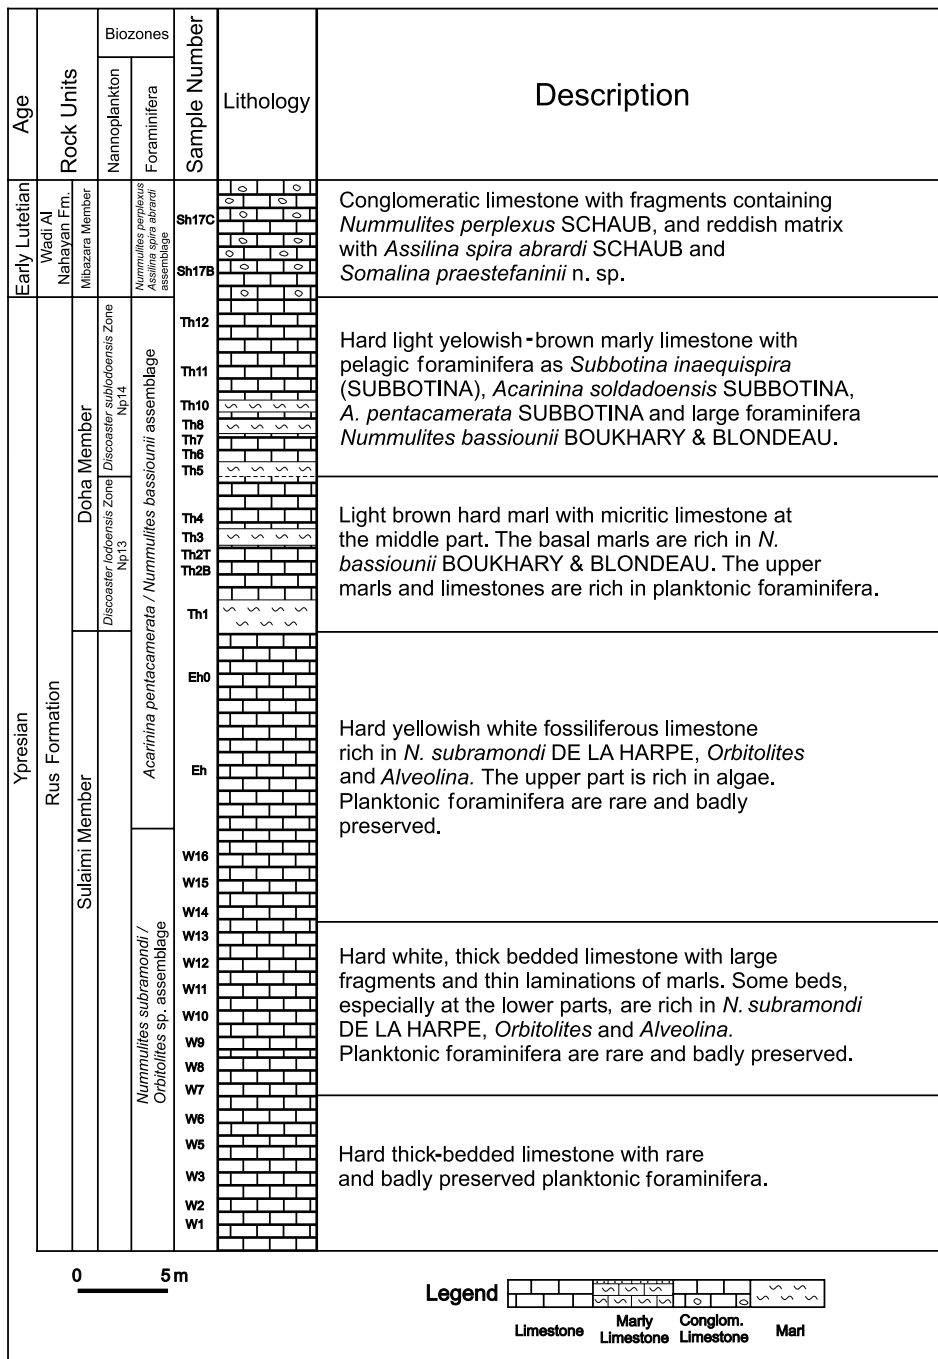 Age
Rock Units
Biozones
Nannoplankton
Foraminifera
Sample Number
Lithology
Description
Early Lutetian
Wadi Al
Nahayan Fm.
Mibazara Member
Nummulites perplexus
Assilina spira abrardi
assemblage
Sh17C
Sh17B
Conglomeratic limestone with fragments containing
Nummulites perplexus SCHAUB, and reddish matrix
with Assilina spira abrardi SCHAUB and
Somalina praestefaninii n. sp.
Ypresian
Rus Formation
Doha Member
Discoaster sublodoensis Zone
Np14
Acarinina pentacamerata / Nummulites bassiounii assemblage
Th12
Th11
Th10
Th8
Th7
Th6
Th5
Hard light yelowish-brown marly limestone with
pelagic foraminifera as Subbotina inaequispira
(SUBBOTINA), Acarinina soldadoensis SUBBOTINA,
A. pentacamerata SUBBOTINA and large foraminifera
Nummulites bassiounii BOUKHARY & BLONDEAU.
Discoaster lodoensis Zone
Np13
Th4
Th3
Th2T
Th2B
Th1
Light brown hard marl with micritic limestone at
the middle part. The basal marls are rich in N.
bassiounii BOUKHARY & BLONDEAU. The upper
marls and limestones are rich in planktonic foraminifera.
Sulaimi Member
Eh0
Eh
Hard yellowish white fossiliferous limestone
rich in N. subramondi DE LA HARPE, Orbitolites
and Alveolina. The upper part is rich in algae.
Planktonic foraminifera are rare and badly
preserved.
Nummulites subramondi /
Orbitolites sp. assemblage
W16
W15
W14
W13
W12
W11
W10
W9
W8
W7
Hard white, thick bedded limestone with large
fragments and thin laminations of marls. Some beds,
especially at the lower parts, are rich in N. subramondi
DE LA HARPE, Orbitolites and Alveolina.
Planktonic foraminifera are rare and badly preserved.
W6
W5
W3
W2
W1
Hard thick-bedded limestone with rare
and badly preserved planktonic foraminifera.
0 5 m
Legend
Limestone
Marly
Limestone
Conglom.
Limestone
Marl